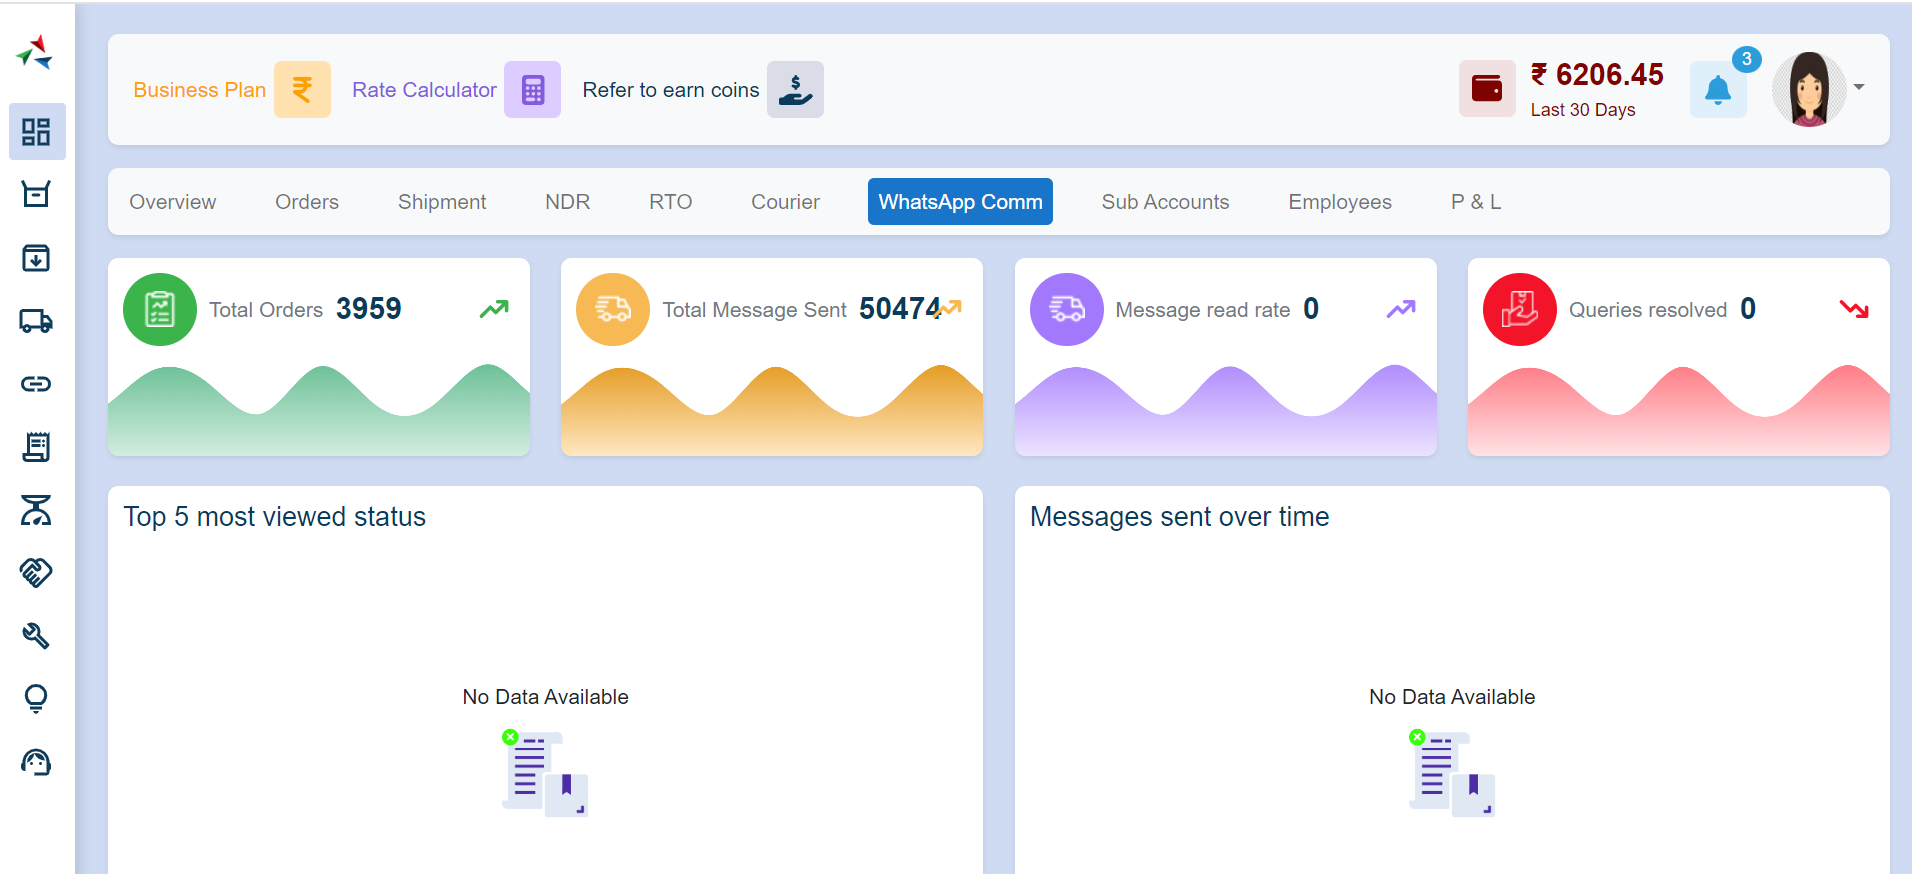 Business Plan
Rate Calculator
Refer to earn coins
₹ 6206.45
Last 30 Days
3
Overview
Orders
Shipment
NDR
RTO
Courier
WhatsApp Comm
Sub Accounts
Employees
P & L
Total Orders 3959
Total Message Sent 50474
Message read rate 0
Queries resolved 0
Top 5 most viewed status
No Data Available
Messages sent over time
No Data Available